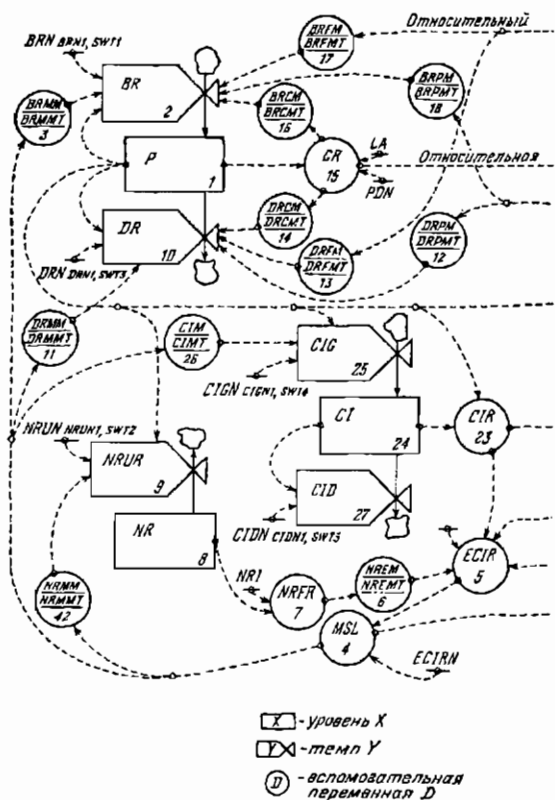 Относительный
BRN BRN1, SWT1
BRFM
BRFMT
17
BR
2
BRMM
BRMMT
3
BRCM
BRCMT
16
BRPM
BRPMT
18
P
1
CR
15
LA
Относительная
PDN
DR
10
DRCM
DRCMT
14
DRPM
DRPMT
12
DRFM
DRFMT
13
DRN DRN1, SWT3
DRMM
DRMMT
11
CIM
CIMT
26
CIG
25
CIGN CIGN1, SWT4
CI
24
CIR
23
NRUN NRUN1, SWT2
NRUR
9
CID
27
CIDN CIDN1, SWT5
NR
8
ECIR
5
NRI
NRFR
7
NREM
NREMT
6
NRMM
NRMMT
42
MSL
4
ECIRN
X - уровень X
Y - темп Y
D - вспомогательная
переменная D